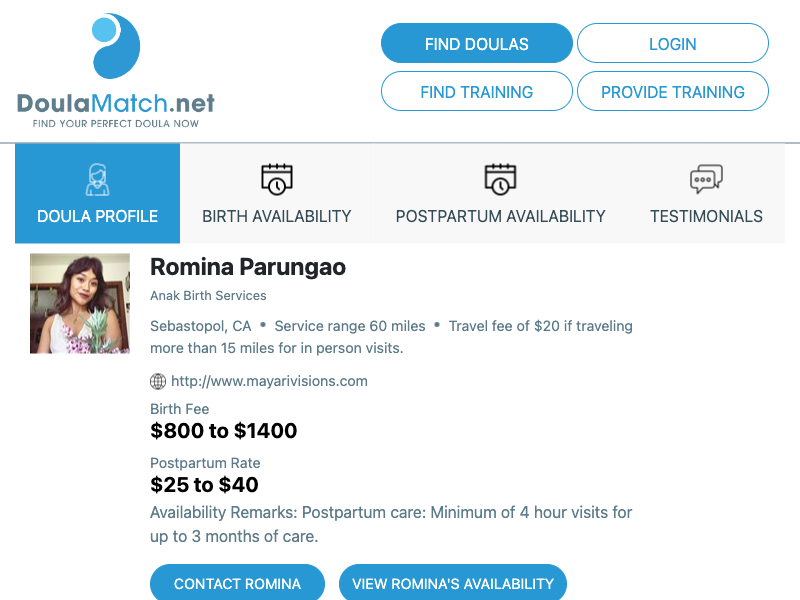 DoulaMatch.net
FIND YOUR PERFECT DOULA NOW
FIND DOULAS
LOGIN
FIND TRAINING
PROVIDE TRAINING
DOULA PROFILE
BIRTH AVAILABILITY
POSTPARTUM AVAILABILITY
TESTIMONIALS
Romina Parungao
Anak Birth Services
Sebastopol, CA • Service range 60 miles • Travel fee of $20 if traveling
more than 15 miles for in person visits.
http://www.mayarivisions.com
Birth Fee
$800 to $1400
Postpartum Rate
$25 to $40
Availability Remarks: Postpartum care: Minimum of 4 hour visits for
up to 3 months of care.
CONTACT ROMINA
VIEW ROMINA'S AVAILABILITY